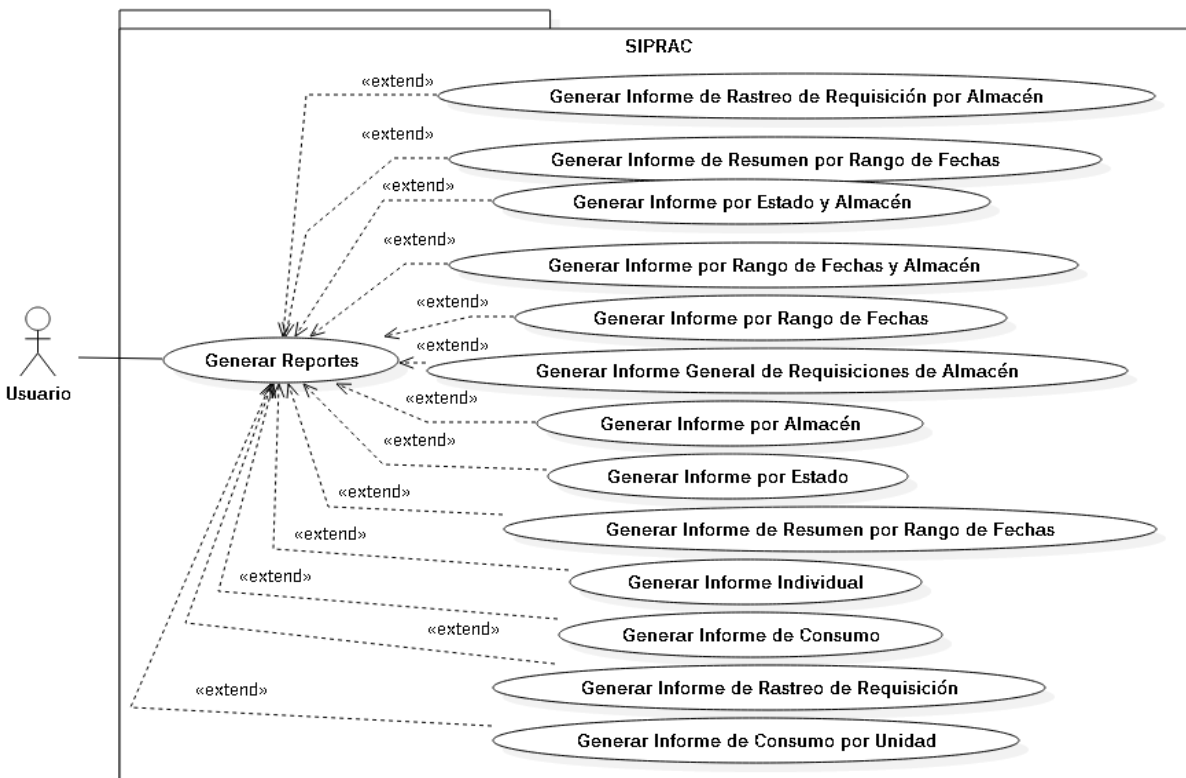 SIPRAC
«extend»
Generar Informe de Rastreo de Requisición por Almacén
«extend»
Generar Informe de Resumen por Rango de Fechas
«extend»
Generar Informe por Estado y Almacén
«extend»
Generar Informe por Rango de Fechas y Almacén
«extend»
Generar Informe por Rango de Fechas
«extend»
Generar Reportes
Generar Informe General de Requisiciones de Almacén
Usuario
«extend»
Generar Informe por Almacén
«extend»
Generar Informe por Estado
«extend»
Generar Informe de Resumen por Rango de Fechas
«extend»
Generar Informe Individual
«extend»
Generar Informe de Consumo
«extend»
Generar Informe de Rastreo de Requisición
«extend»
Generar Informe de Consumo por Unidad